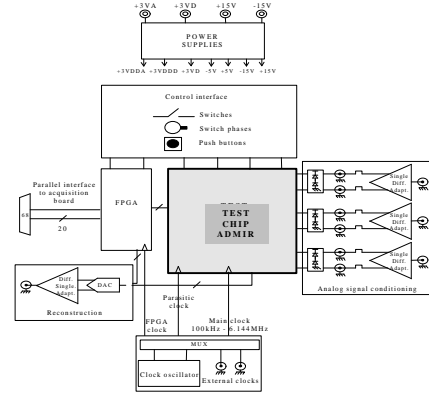 +3VA +3VD +15V -15V
POWER
SUPPLIES
+3VDDA +3VDDD +3VD -5V +5V -15V +15V
Control interface
Switches
Switch phases
Push buttons
Parallel interface
to acquisition
board
68
20
FPGA
TEST
CHIP
ADMIR
Single
Diff.
Adapt.
Single
Diff.
Adapt.
Single
Diff.
Adapt.
Analog signal conditioning
Diff
Single.
Adapt.
DAC
Reconstruction
Parasitic
clock
FPGA
clock
Main clock
100kHz - 6.144MHz
MUX
Clock oscillator
External clocks